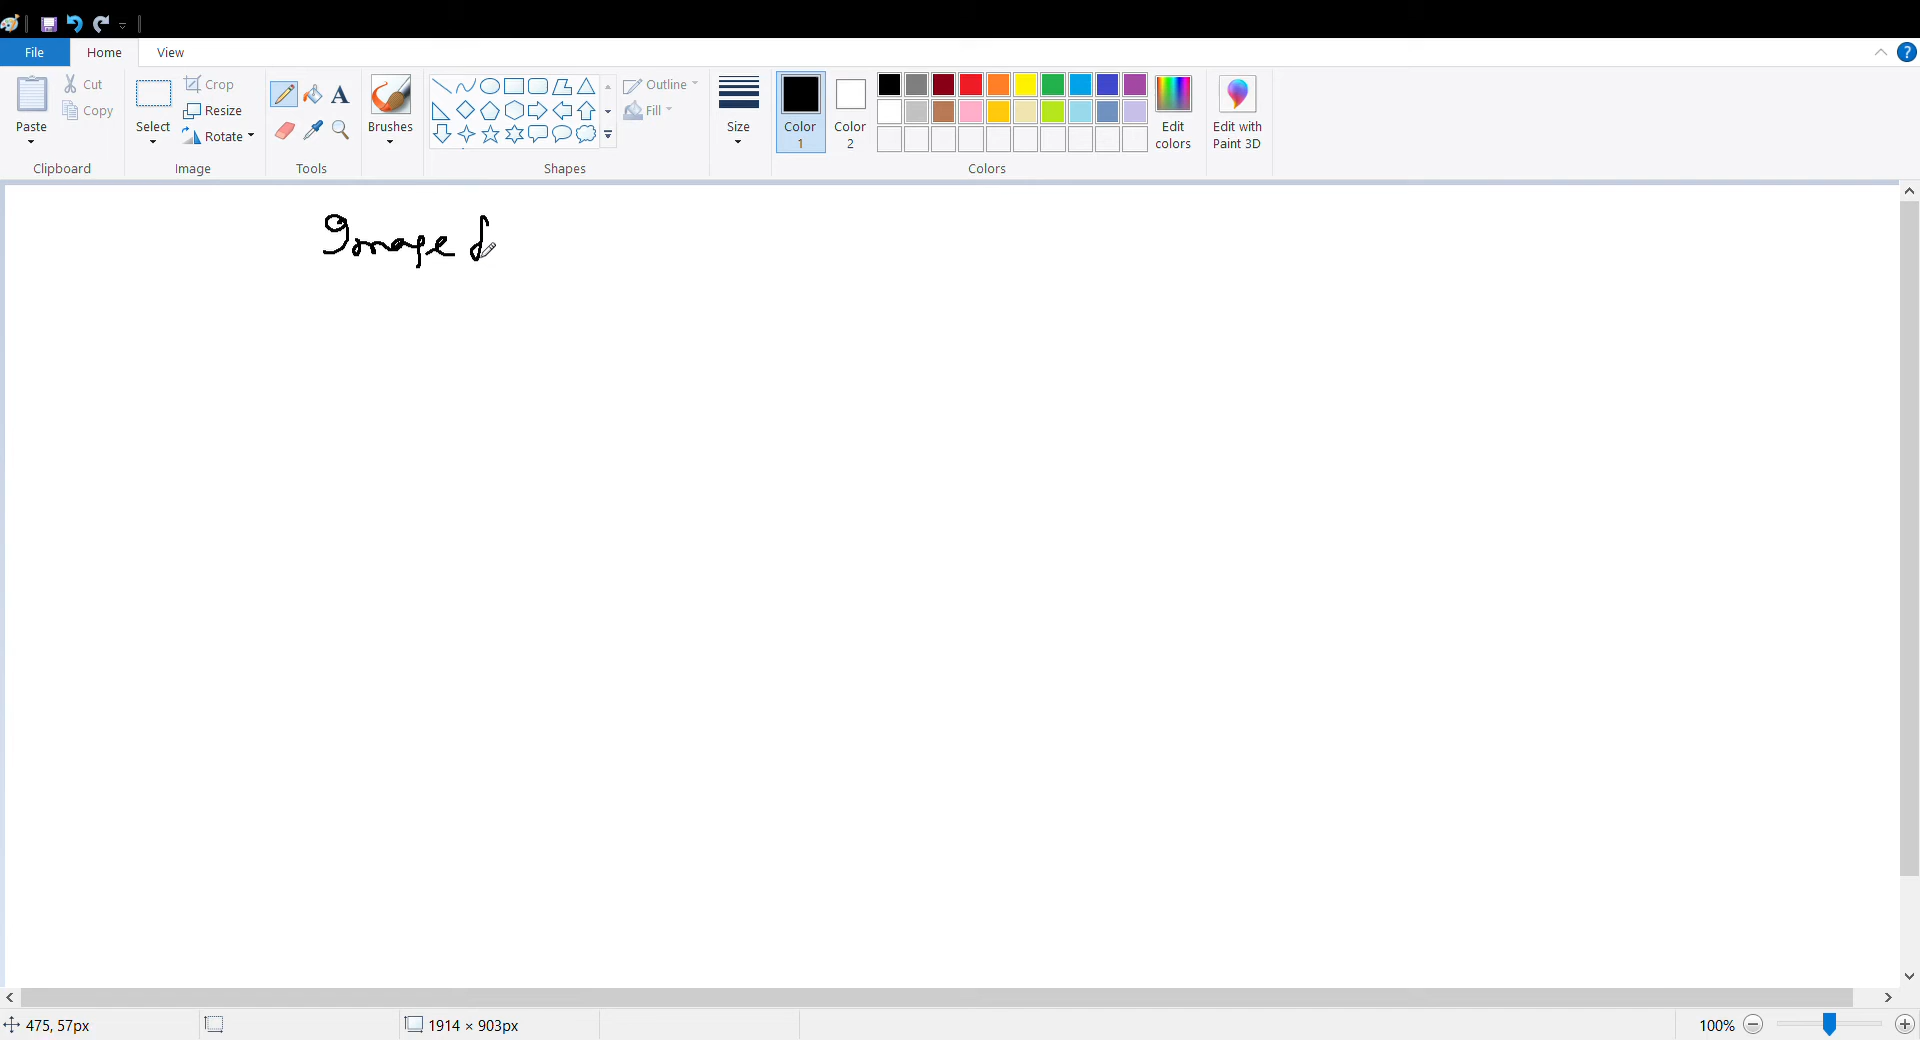 File Home View
Paste Cut Copy Clipboard
Select Crop Resize Rotate Image
A Tools
Brushes
Shapes Outline Fill
Size
Color 1 Color 2 Edit colors Colors
Edit with Paint 3D
?
Image
475, 57px 1914 × 903px 100%